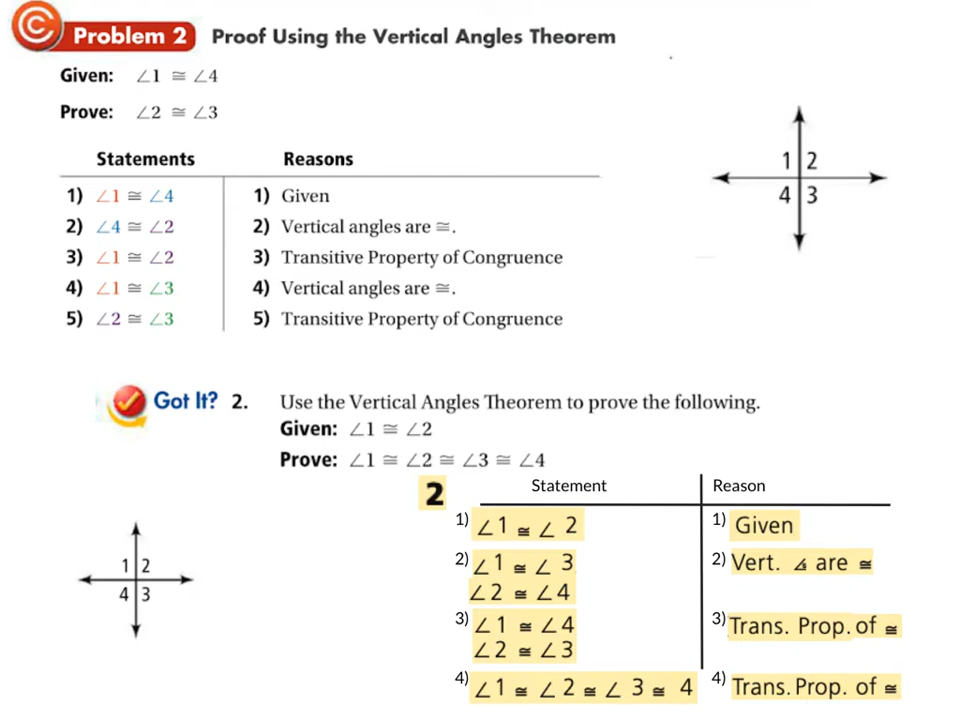 C Problem 2 Proof Using the Vertical Angles Theorem
Given: ∠1 ≅ ∠4
Prove: ∠2 ≅ ∠3
Statements Reasons
1) ∠1 ≅ ∠4 1) Given
2) ∠4 ≅ ∠2 2) Vertical angles are ≅.
3) ∠1 ≅ ∠2 3) Transitive Property of Congruence
4) ∠1 ≅ ∠3 4) Vertical angles are ≅.
5) ∠2 ≅ ∠3 5) Transitive Property of Congruence
1 2
4 3
Got It? 2. Use the Vertical Angles Theorem to prove the following.
Given: ∠1 ≅ ∠2
Prove: ∠1 ≅ ∠2 ≅ ∠3 ≅ ∠4
2 Statement Reason
1) ∠1 ≅ ∠ 2 1) Given
2) ∠1 ≅ ∠ 3 2) Vert. ∡ are ≅
∠2 ≅ ∠4
3) ∠1 ≅ ∠4 3) Trans. Prop. of ≅
∠2 ≅ ∠3
4) ∠1 ≅ ∠2 ≅ ∠ 3 ≅ 4 4) Trans. Prop. of ≅
1 2
4 3